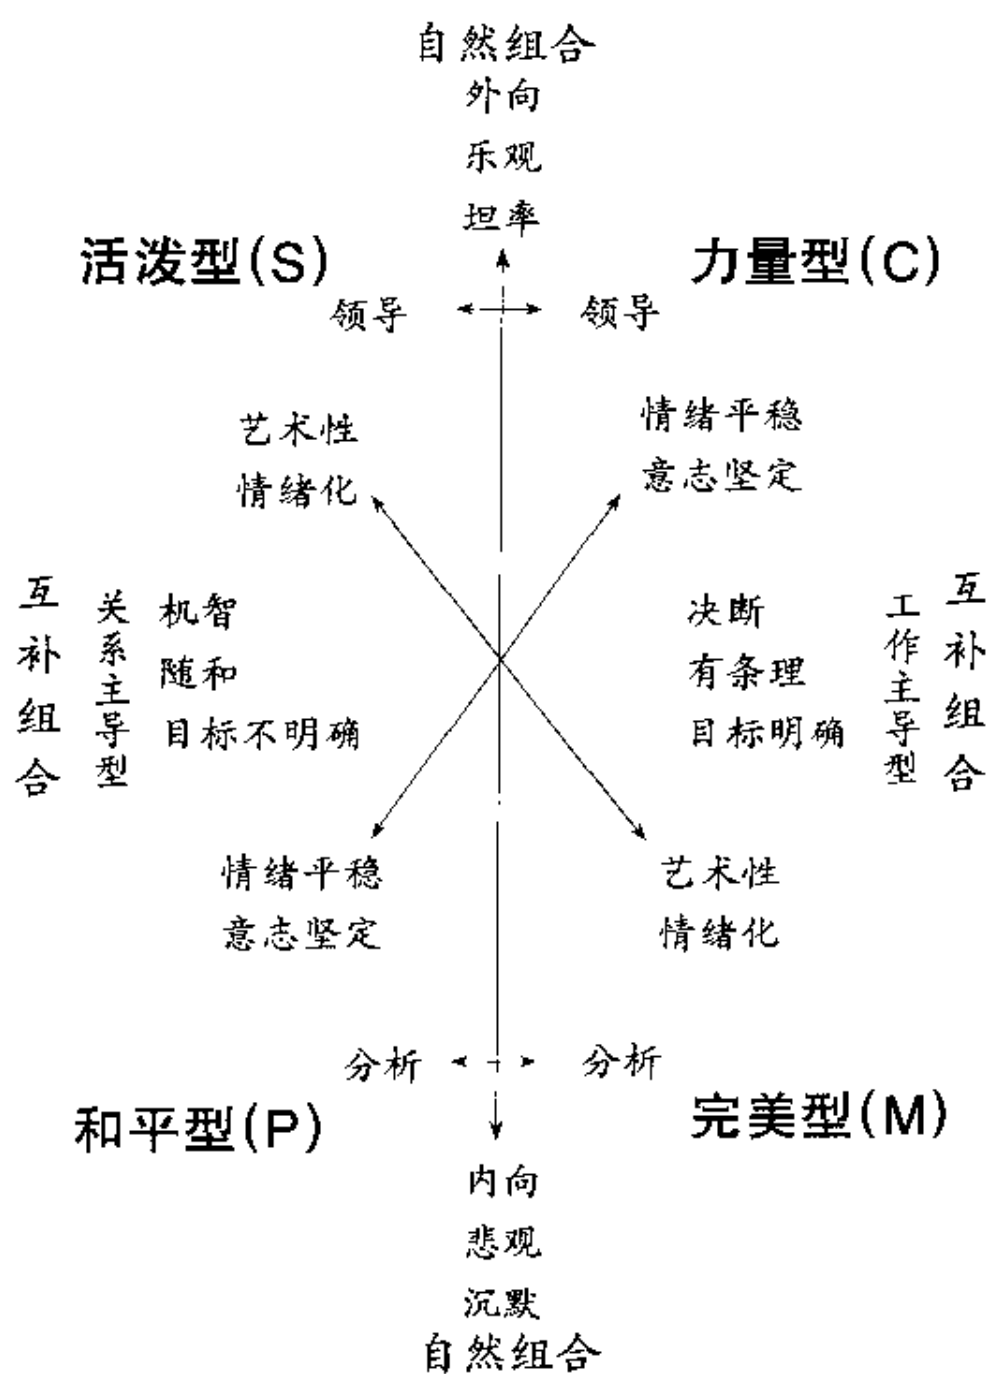 自然组合
外向
乐观
坦率
活泼型(S)
力量型(C)
领导
领导
艺术性
情绪化
情绪平稳
意志坚定
互补组合
关系主导型
机智
随和
目标不明确
决断
有条理
目标明确
工作主导型
互补组合
情绪平稳
意志坚定
艺术性
情绪化
分析
分析
和平型(P)
完美型(M)
内向
悲观
沉默
自然组合